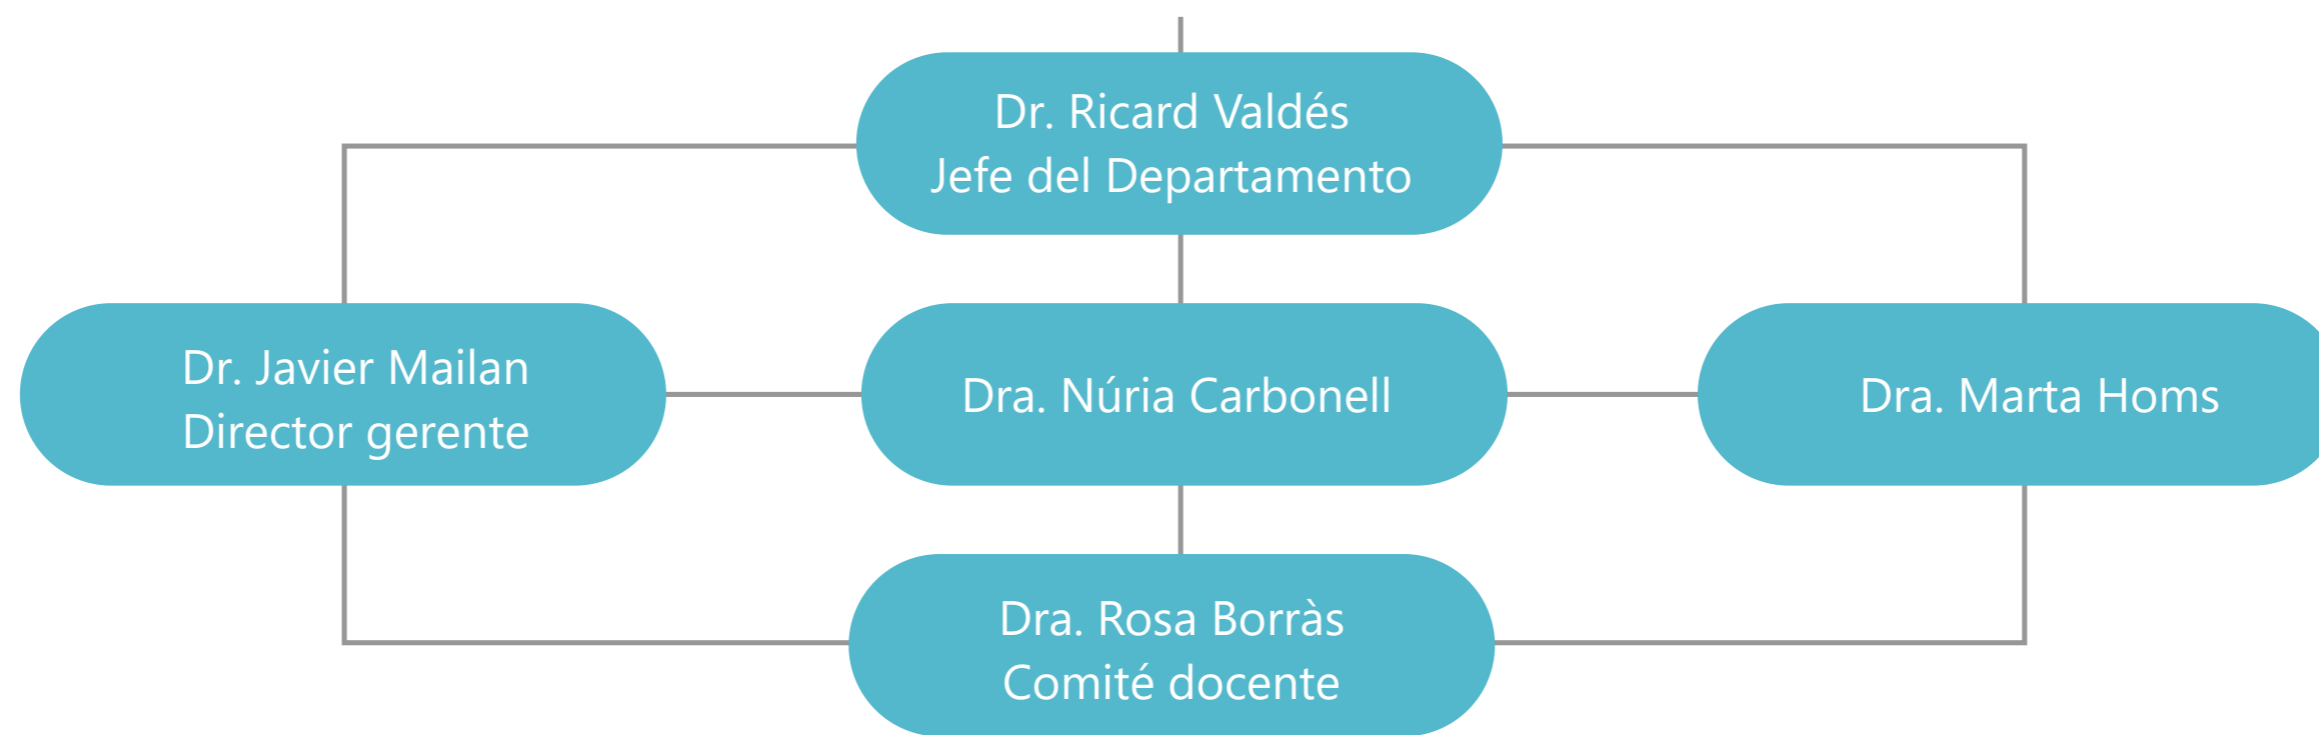 Dr. Ricard Valdés
Jefe del Departamento
Dr. Javier Mailan
Director gerente
Dra. Núria Carbonell
Dra. Marta Homs
Dra. Rosa Borràs
Comité docente